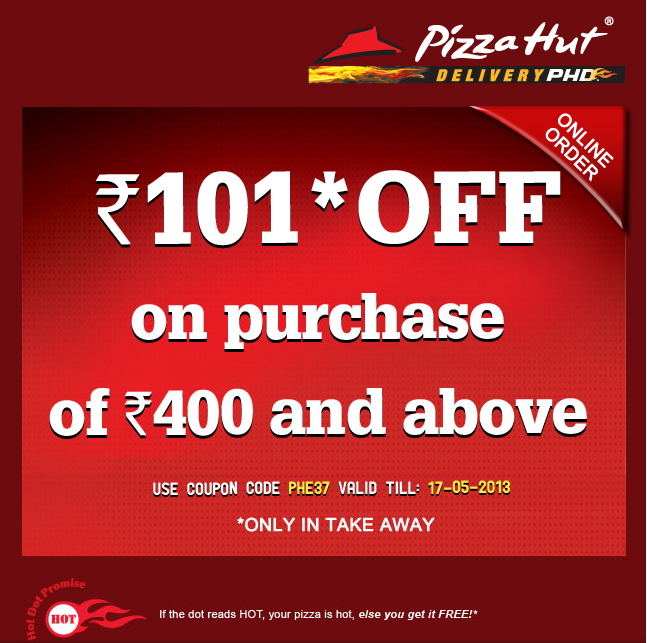 Pizza Hut®
DELIVERY PHD
ONLINE
ORDER
₹101*OFF
on purchase
of ₹400 and above
USE COUPON CODE PHE37 VALID TILL: 17-05-2013
*ONLY IN TAKE AWAY
Hot Dot Promise
HOT
If the dot reads HOT, your pizza is hot, else you get it FREE!*